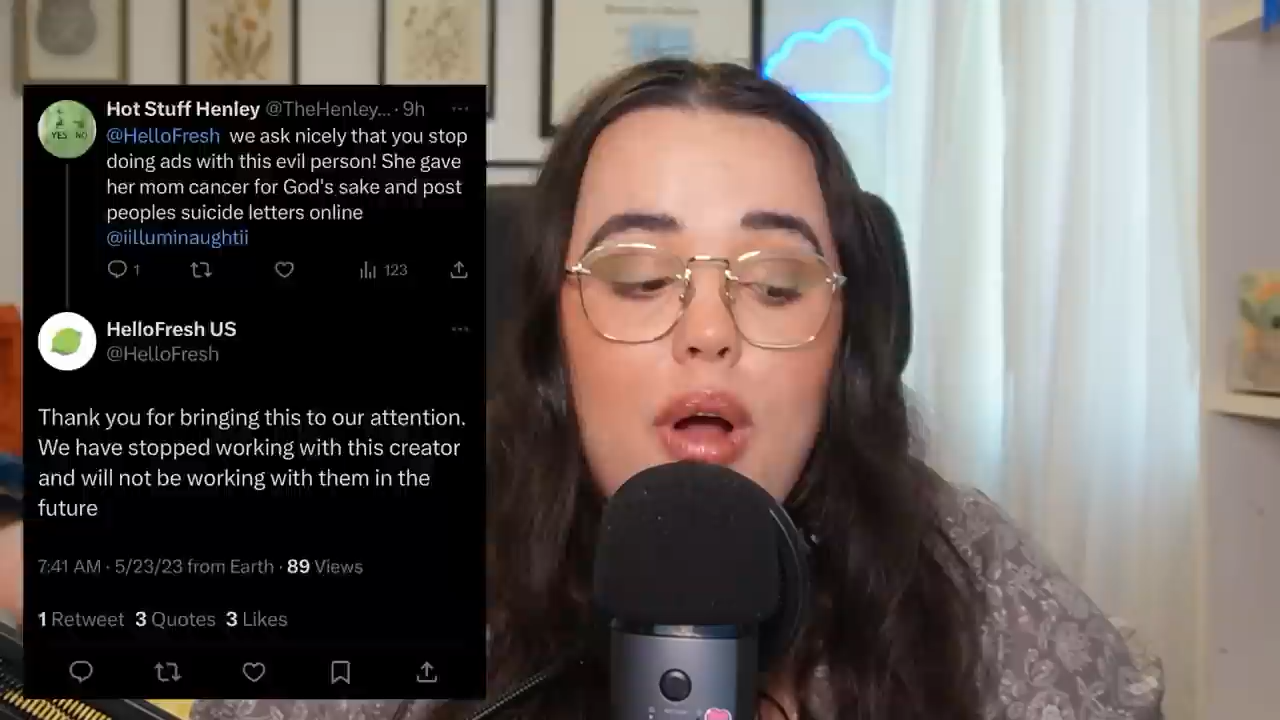 Hot Stuff Henley @TheHenley... · 9h
@HelloFresh we ask nicely that you stop
doing ads with this evil person! She gave
her mom cancer for God's sake and post
peoples suicide letters online
@iilluminaughtii
1
123
HelloFresh US
@HelloFresh
Thank you for bringing this to our attention.
We have stopped working with this creator
and will not be working with them in the
future
7:41 AM · 5/23/23 from Earth · 89 Views
1 Retweet 3 Quotes 3 Likes
YES NO